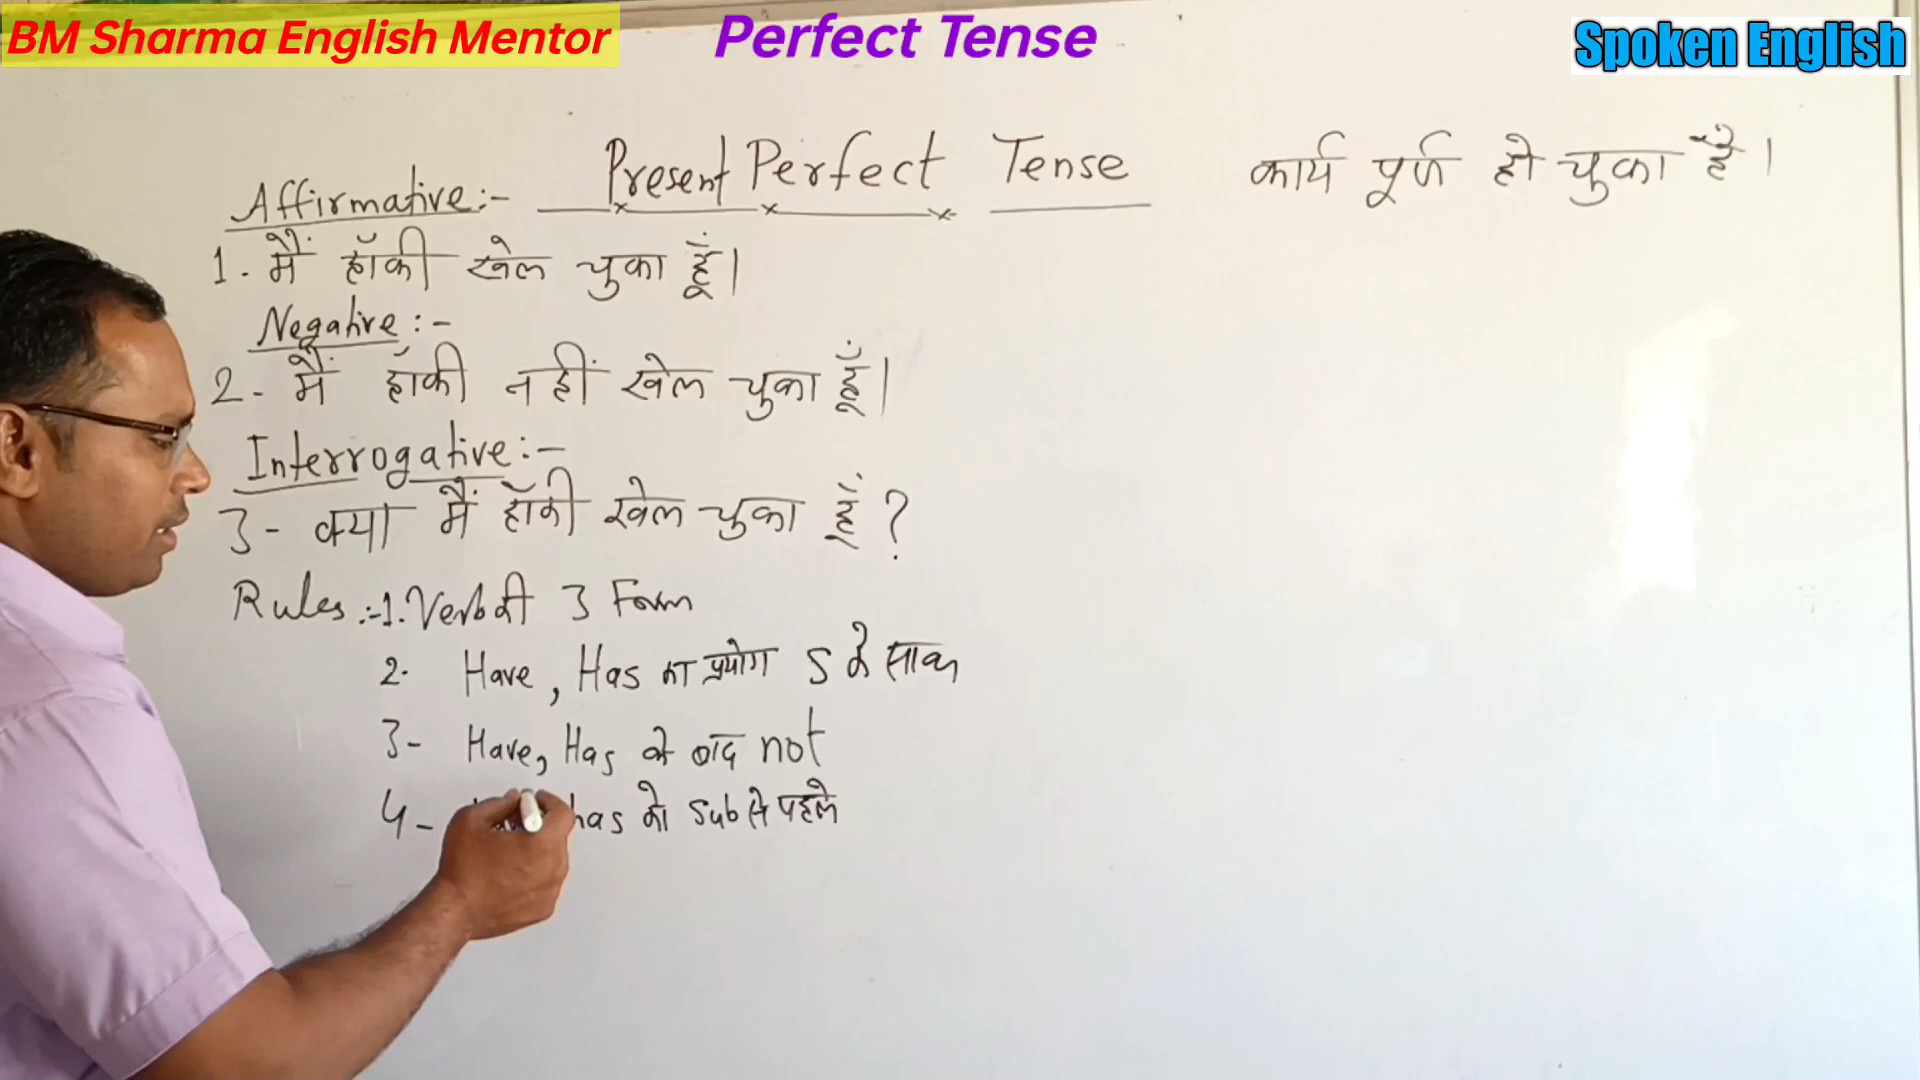 BM Sharma English Mentor
Perfect Tense
Spoken English
Present Perfect Tense
कार्य पूर्ण हो चुका है।
Affirmative:-
1. मैं हॉकी खेल चुका हूँ।
Negative:-
2- मैं हॉकी नहीं खेल चुका हूँ।
Interrogative:-
3- क्या मैं हॉकी खेल चुका हूँ?
Rules:-1. Verb की 3 Form
2- Have, Has का प्रयोग S के साथ
3- Have, Has के बाद not
4- has को Sub से पहले